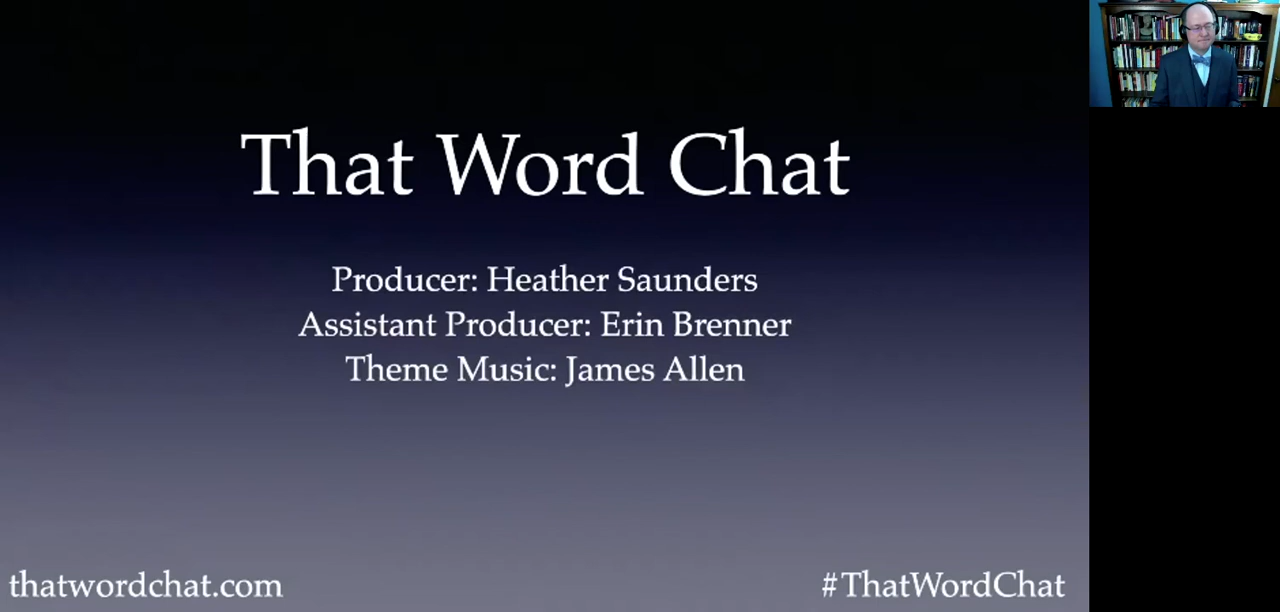 That Word Chat
Producer: Heather Saunders
Assistant Producer: Erin Brenner
Theme Music: James Allen
thatwordchat.com
#ThatWordChat